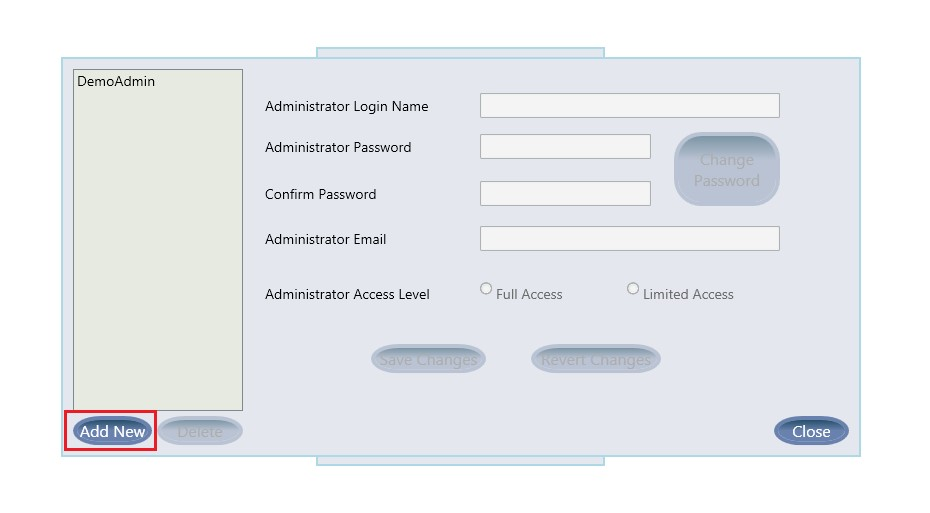 DemoAdmin
Administrator Login Name
Administrator Password
Change
Password
Confirm Password
Administrator Email
Administrator Access Level Full Access Limited Access
Save Changes Revert Changes
Add New Delete Close